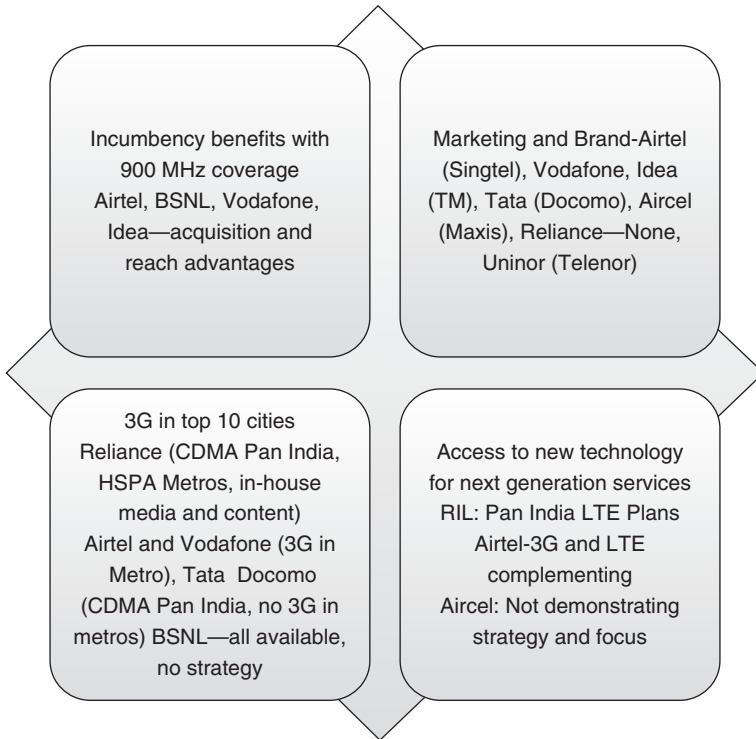 Incumbency benefits with
900 MHz coverage
Airtel, BSNL, Vodafone,
Idea—acquisition and
reach advantages
Marketing and Brand-Airtel
(Singtel), Vodafone, Idea
(TM), Tata (Docomo), Aircel
(Maxis), Reliance—None,
Uninor (Telenor)
3G in top 10 cities
Reliance (CDMA Pan India,
HSPA Metros, in-house
media and content)
Airtel and Vodafone (3G in
Metro), Tata Docomo
(CDMA Pan India, no 3G in
metros) BSNL—all available,
no strategy
Access to new technology
for next generation services
RIL: Pan India LTE Plans
Airtel-3G and LTE
complementing
Aircel: Not demonstrating
strategy and focus